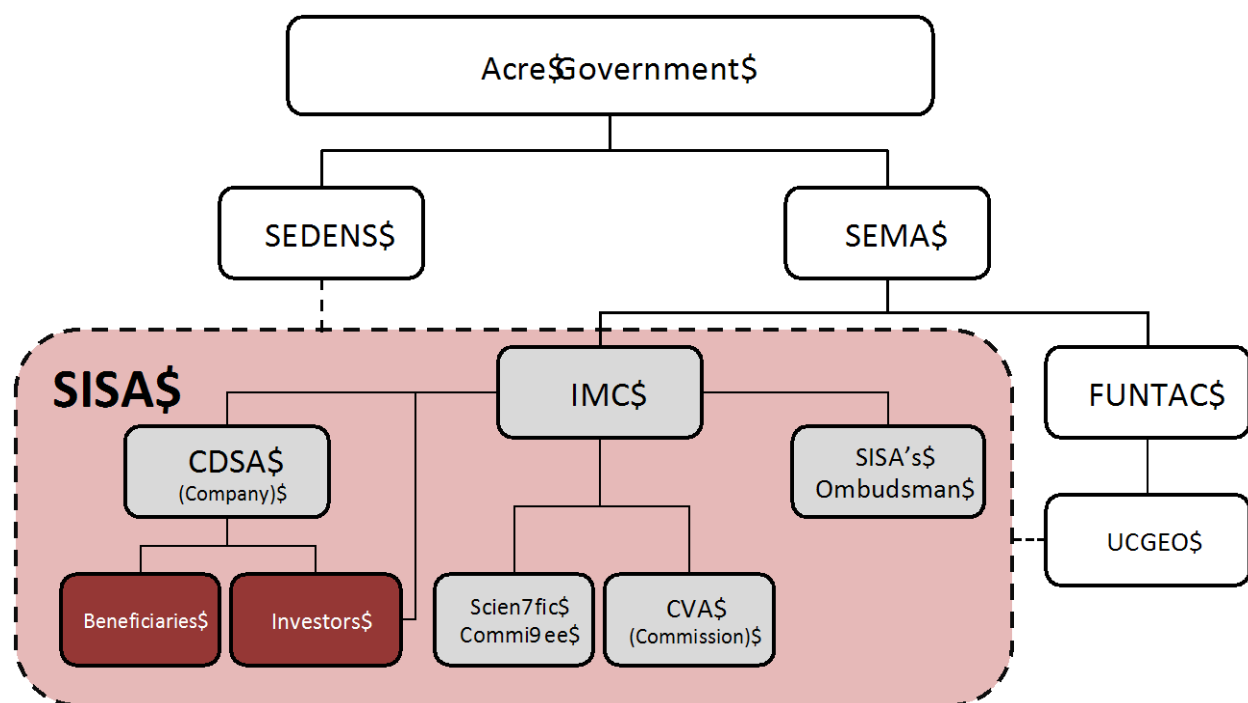 Acre$Government$
SEDENS$
SEMA$
SISA$
IMC$
FUNTAC$
CDSA$
(Company)$
SISA’s$
Ombudsman$
UCGEO$
Beneficiaries$
Investors$
Scien7fic$
Commi9ee$
CVA$
(Commission)$